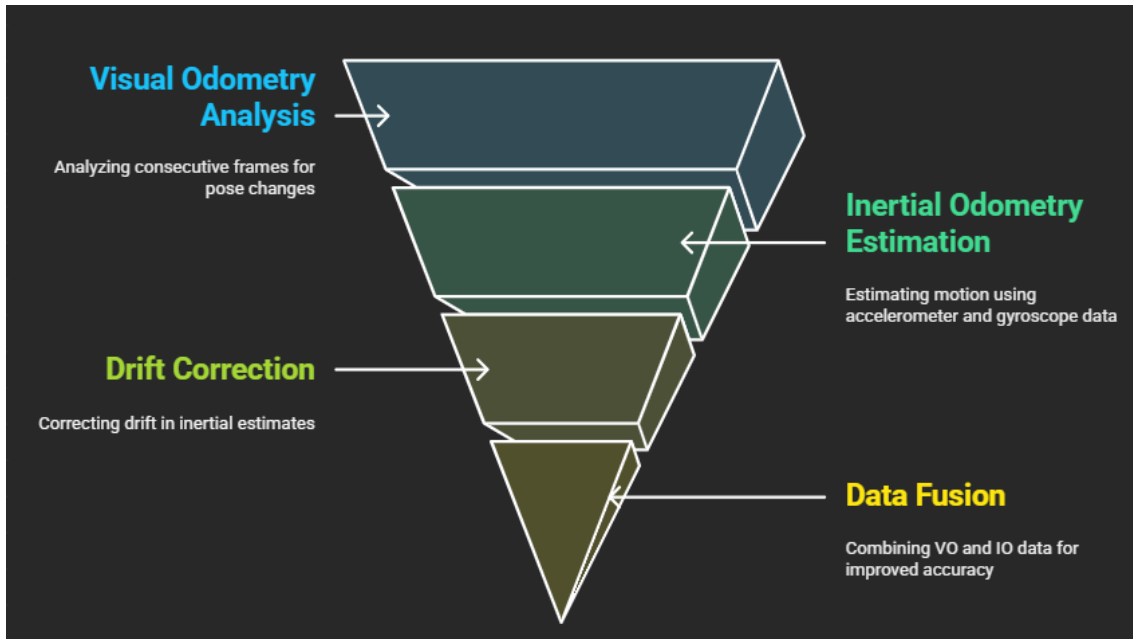 Visual Odometry
Analysis
Analyzing consecutive frames for
pose changes
Inertial Odometry
Estimation
Estimating motion using
accelerometer and gyroscope data
Drift Correction
Correcting drift in inertial estimates
Data Fusion
Combining VO and IO data for
improved accuracy